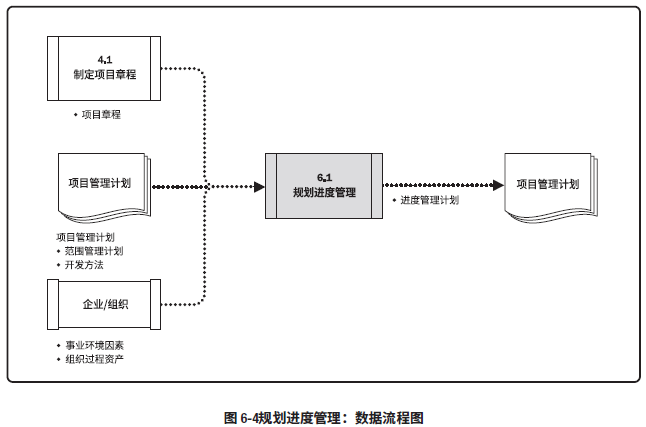 4.1
制定项目章程
• 项目章程
项目管理计划
项目管理计划
• 范围管理计划
• 开发方法
企业/组织
• 事业环境因素
• 组织过程资产
6.1
规划进度管理
• 进度管理计划
项目管理计划
图 6-4规划进度管理：数据流程图